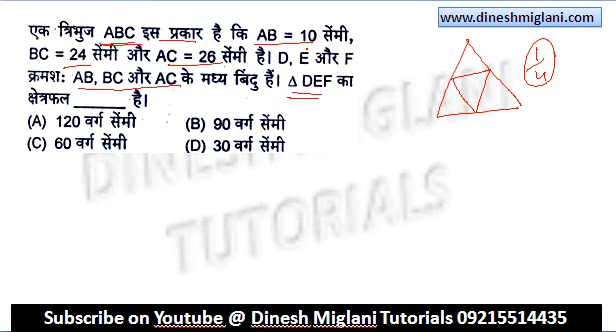 www.dineshmiglani.com
एक त्रिभुज ABC इस प्रकार है कि AB = 10 सेंमी,
BC = 24 सेंमी और AC = 26 सेंमी है। D, E और F
क्रमश: AB, BC और AC के मध्य बिंदु हैं। Δ DEF का
क्षेत्रफल ______ है।
(A) 120 वर्ग सेंमी (B) 90 वर्ग सेंमी
(C) 60 वर्ग सेंमी (D) 30 वर्ग सेंमी
1/4
DINESH MIGLANI
TUTORIALS
Subscribe on Youtube @ Dinesh Miglani Tutorials 09215514435